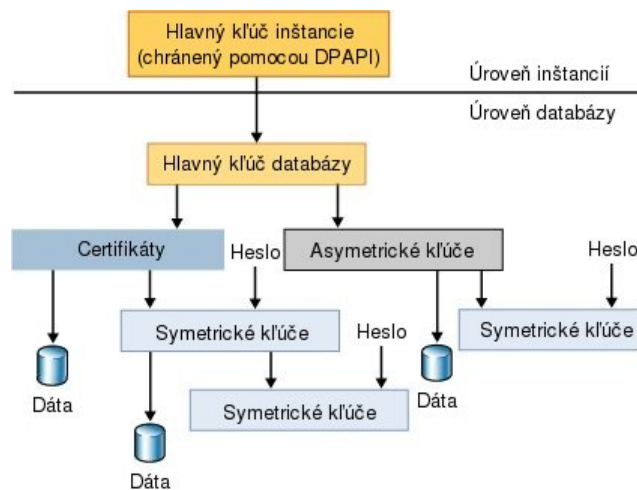 Hlavný kľúč inštancie
(chránený pomocou DPAPI)
Úroveň inštancií
Úroveň databázy
Hlavný kľúč databázy
Certifikáty
Heslo
Asymetrické kľúče
Heslo
Symetrické kľúče
Heslo
Symetrické kľúče
Dáta
Symetrické kľúče
Dáta
Dáta